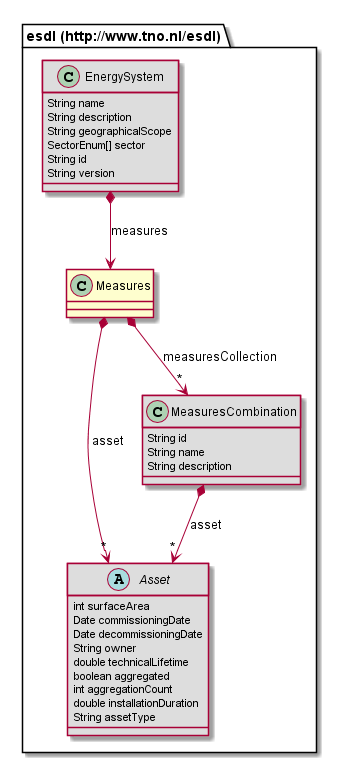 esdl (http://www.tno.nl/esdl)
C EnergySystem
String name
String description
String geographicalScope
SectorEnum[] sector
String id
String version
measures
C Measures
measuresCollection
*
C MeasuresCombination
String id
String name
String description
asset
asset
*
*
A Asset
int surfaceArea
Date commissioningDate
Date decommissioningDate
String owner
double technicalLifetime
boolean aggregated
int aggregationCount
double installationDuration
String assetType